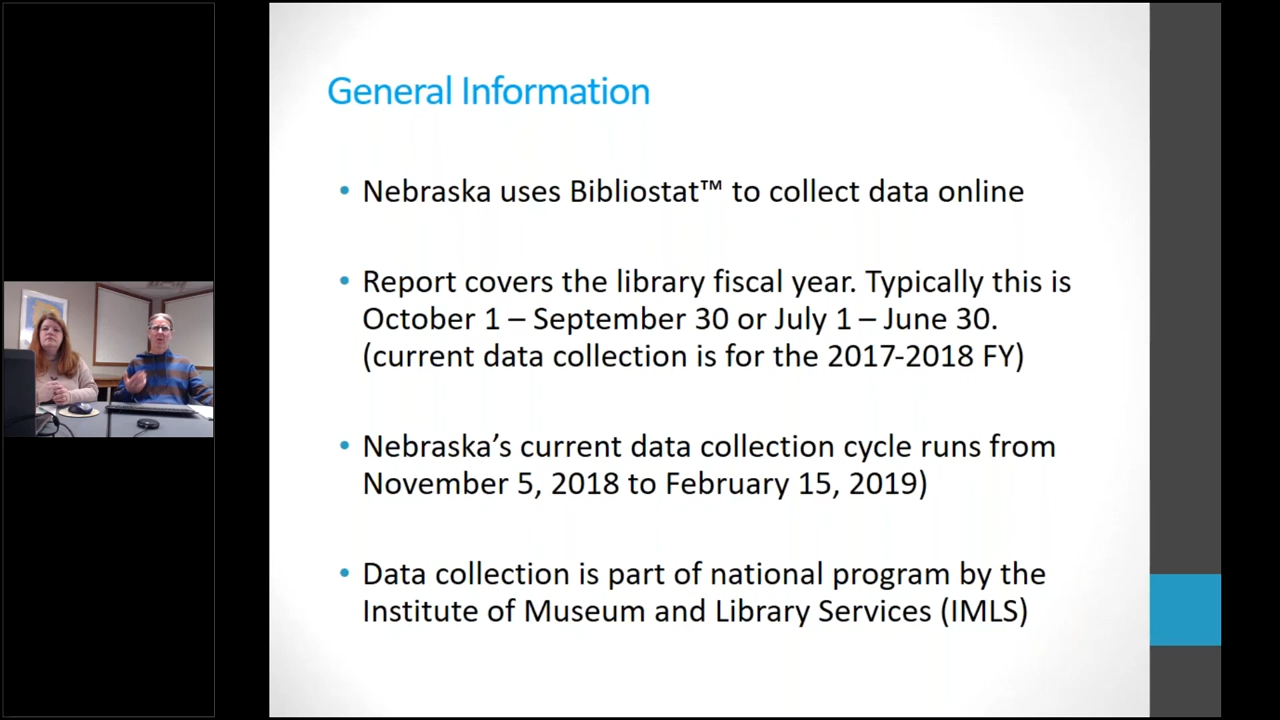 General Information
• Nebraska uses Bibliostat™ to collect data online
• Report covers the library fiscal year. Typically this is
October 1 – September 30 or July 1 – June 30.
(current data collection is for the 2017-2018 FY)
• Nebraska’s current data collection cycle runs from
November 5, 2018 to February 15, 2019)
• Data collection is part of national program by the
Institute of Museum and Library Services (IMLS)